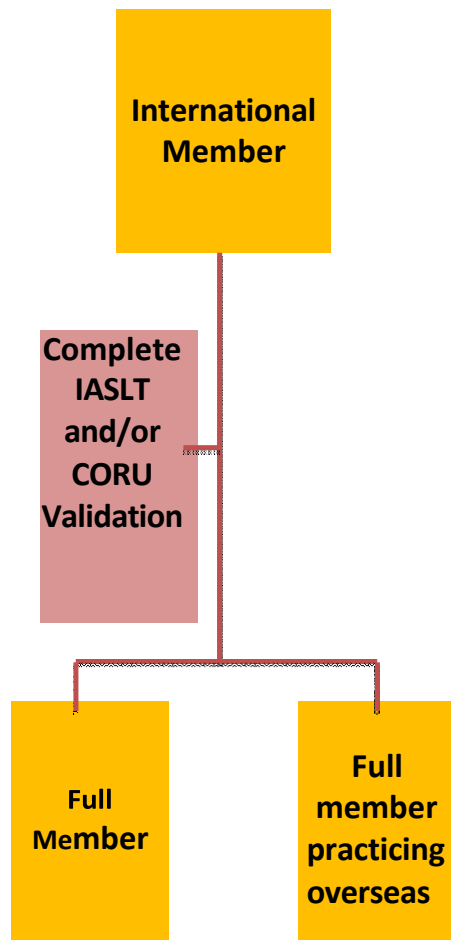 International
Member
Complete
IASLT
and/or
CORU
Validation
Full
Member
Full
member
practicing
overseas